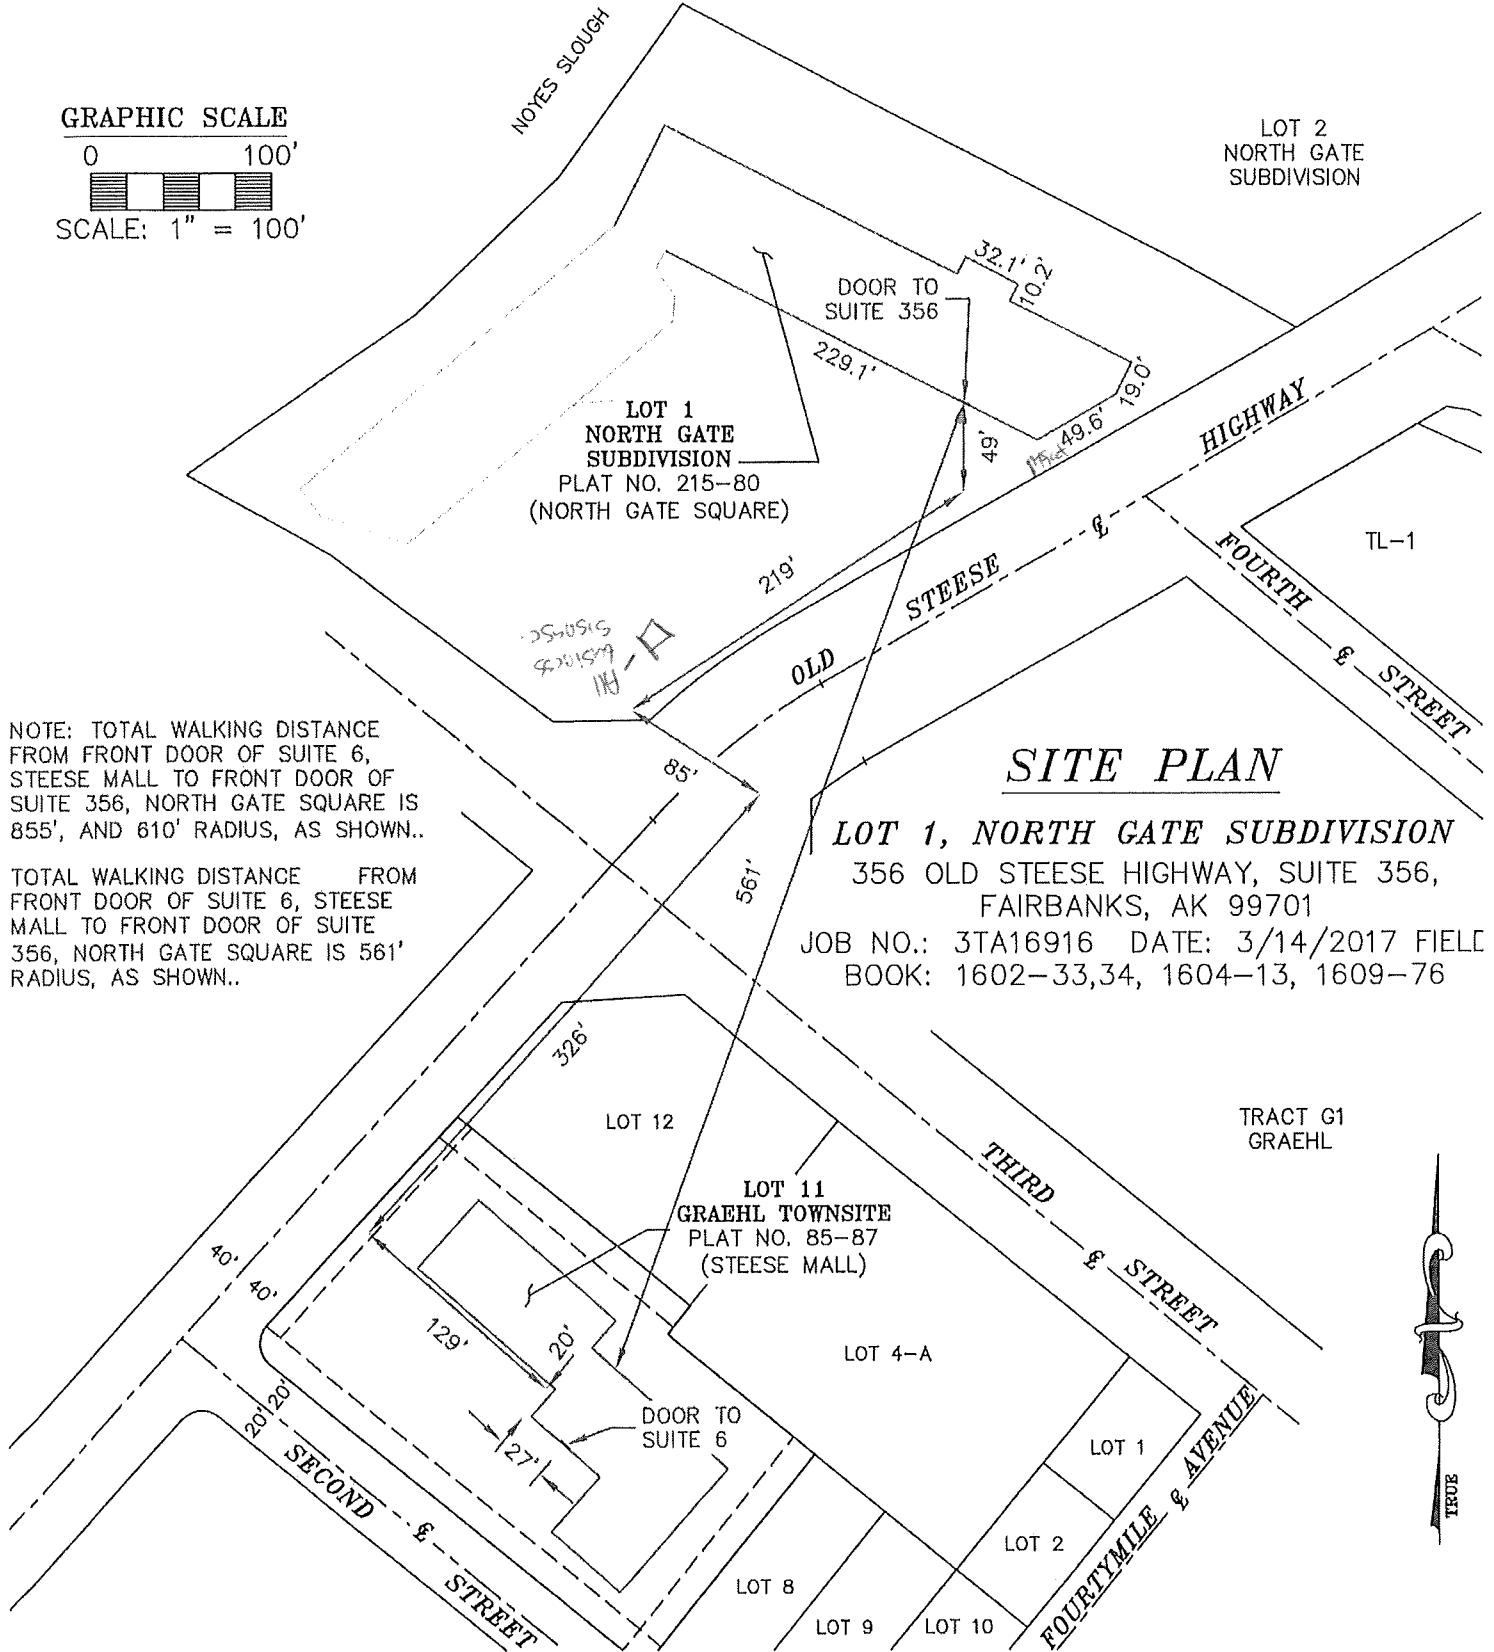 NOYES SLOUGH
GRAPHIC SCALE
0 100'
SCALE: 1" = 100'
LOT 2
NORTH GATE
SUBDIVISION
32.1'
10.2'
DOOR TO
SUITE 356
229.1'
19.0'
49.6'
49'
HIGHWAY
LOT 1
NORTH GATE
SUBDIVISION
PLAT NO. 215-80
(NORTH GATE SQUARE)
TL-1
FOURTH ℄ STREET
219'
OLD STEESE ℄
All
business
NOTE: TOTAL WALKING DISTANCE
FROM FRONT DOOR OF SUITE 6,
STEESE MALL TO FRONT DOOR OF
SUITE 356, NORTH GATE SQUARE IS
855', AND 610' RADIUS, AS SHOWN..
TOTAL WALKING DISTANCE FROM
FRONT DOOR OF SUITE 6, STEESE
MALL TO FRONT DOOR OF SUITE
356, NORTH GATE SQUARE IS 561'
RADIUS, AS SHOWN..
85'
561'
SITE PLAN
LOT 1, NORTH GATE SUBDIVISION
356 OLD STEESE HIGHWAY, SUITE 356,
FAIRBANKS, AK 99701
JOB NO.: 3TA16916 DATE: 3/14/2017 FIELD
BOOK: 1602-33,34, 1604-13, 1609-76
326'
LOT 12
TRACT G1
GRAEHL
THIRD ℄ STREET
LOT 11
GRAEHL TOWNSITE
PLAT NO. 85-87
(STEESE MALL)
40'
40'
129'
20'
LOT 4-A
20'
20'
DOOR TO
SUITE 6
27'
SECOND ℄ STREET
LOT 1
LOT 2
LOT 8
LOT 9
LOT 10
FOURTYMILE ℄ AVENUE
TRUE